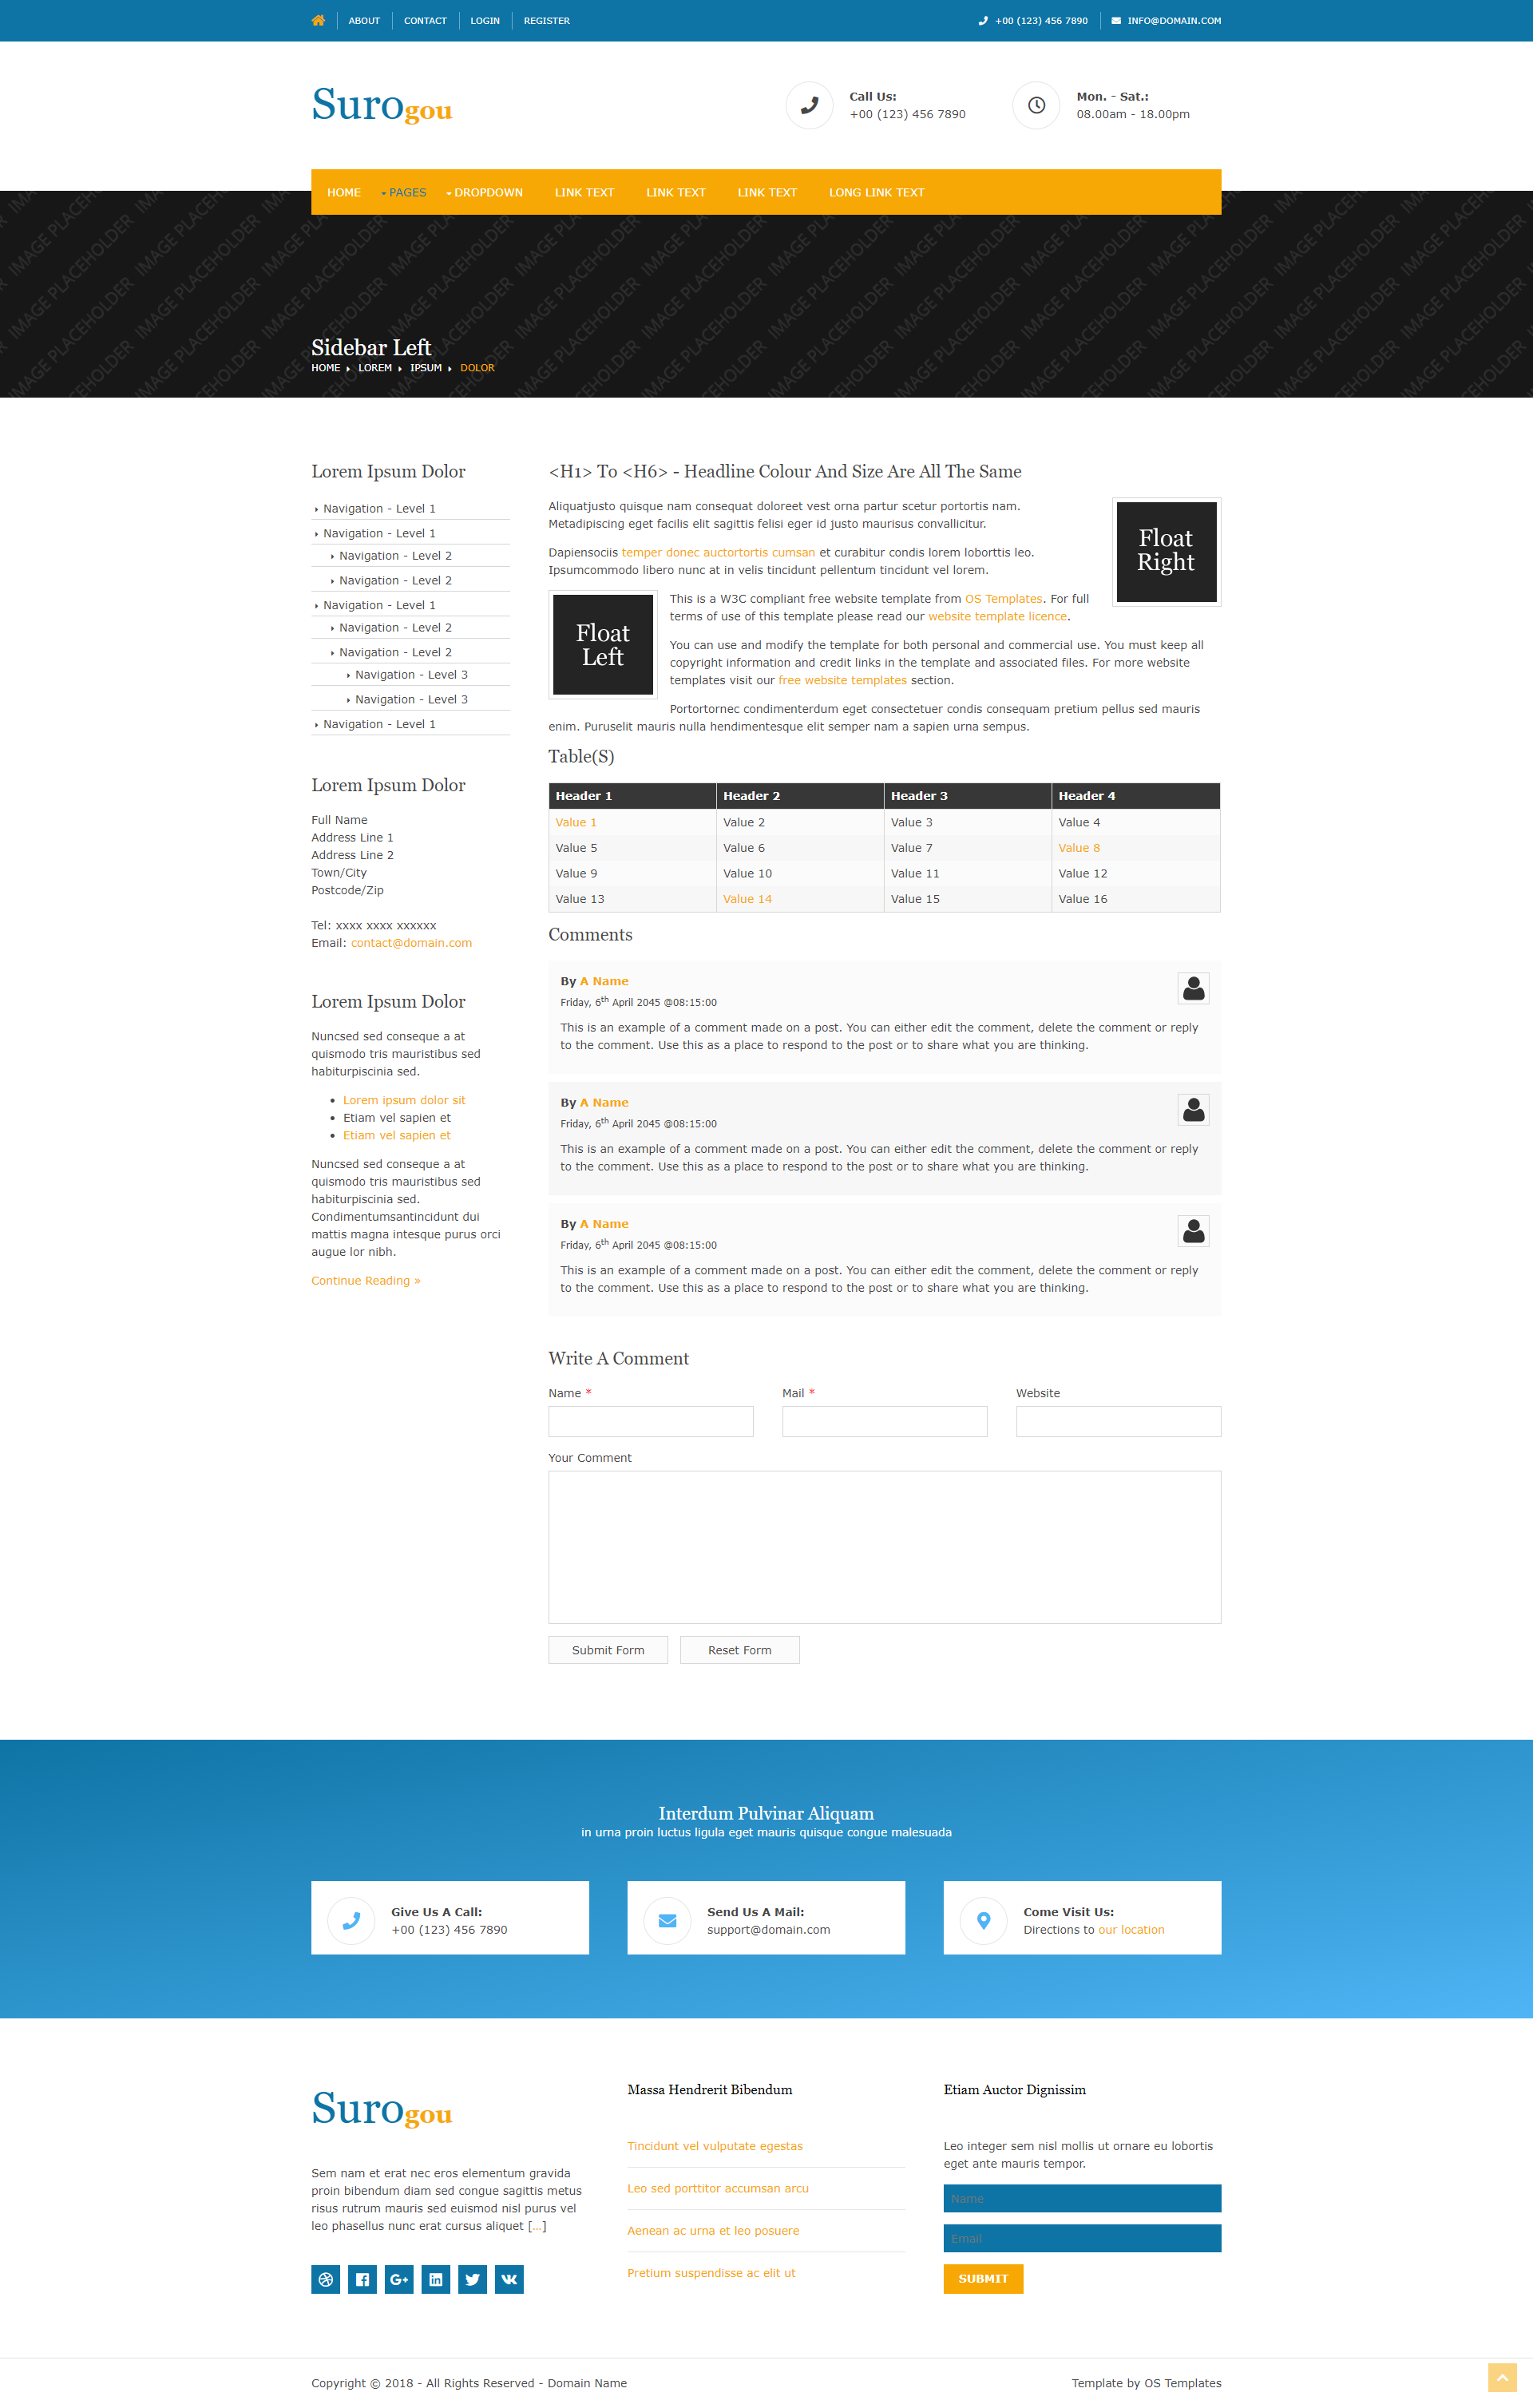 ABOUT CONTACT LOGIN REGISTER +00 (123) 456 7890 INFO@DOMAIN.COM
Surogou
Call Us:
+00 (123) 456 7890
Mon. - Sat.:
08.00am - 18.00pm
HOME PAGES DROPDOWN LINK TEXT LINK TEXT LINK TEXT LONG LINK TEXT
IMAGE PLACEHOLDER
Sidebar Left
HOME LOREM IPSUM DOLOR
Lorem Ipsum Dolor
Navigation - Level 1
Navigation - Level 1
Navigation - Level 2
Navigation - Level 2
Navigation - Level 1
Navigation - Level 2
Navigation - Level 2
Navigation - Level 3
Navigation - Level 3
Navigation - Level 1
Lorem Ipsum Dolor
Full Name
Address Line 1
Address Line 2
Town/City
Postcode/Zip
Tel: xxxx xxxx xxxxxx
Email: contact@domain.com
Lorem Ipsum Dolor
Nuncsed sed conseque a at
quismodo tris mauristibus sed
habiturpiscinia sed.
• Lorem ipsum dolor sit
• Etiam vel sapien et
• Etiam vel sapien et
Nuncsed sed conseque a at
quismodo tris mauristibus sed
habiturpiscinia sed.
Condimentumsantincidunt dui
mattis magna intesque purus orci
augue lor nibh.
Continue Reading »
<H1> To <H6> - Headline Colour And Size Are All The Same
Aliquatjusto quisque nam consequat doloreet vest orna partur scetur portortis nam.
Metadipiscing eget facilis elit sagittis felisi eger id justo maurisus convallicitur.
Float
Right
Dapiensociis temper donec auctortortis cumsan et curabitur condis lorem loborttis leo.
Ipsumcommodo libero nunc at in velis tincidunt pellentum tincidunt vel lorem.
Float
Left
This is a W3C compliant free website template from OS Templates. For full
terms of use of this template please read our website template licence.
You can use and modify the template for both personal and commercial use. You must keep all
copyright information and credit links in the template and associated files. For more website
templates visit our free website templates section.
Portortornec condimenterdum eget consectetuer condis consequam pretium pellus sed mauris
enim. Puruselit mauris nulla hendimentesque elit semper nam a sapien urna sempus.
Table(S)
Header 1 Header 2 Header 3 Header 4
Value 1 Value 2 Value 3 Value 4
Value 5 Value 6 Value 7 Value 8
Value 9 Value 10 Value 11 Value 12
Value 13 Value 14 Value 15 Value 16
Comments
By A Name
Friday, 6th April 2045 @08:15:00
This is an example of a comment made on a post. You can either edit the comment, delete the comment or reply
to the comment. Use this as a place to respond to the post or to share what you are thinking.
By A Name
Friday, 6th April 2045 @08:15:00
This is an example of a comment made on a post. You can either edit the comment, delete the comment or reply
to the comment. Use this as a place to respond to the post or to share what you are thinking.
By A Name
Friday, 6th April 2045 @08:15:00
This is an example of a comment made on a post. You can either edit the comment, delete the comment or reply
to the comment. Use this as a place to respond to the post or to share what you are thinking.
Write A Comment
Name * Mail * Website
Your Comment
Submit Form Reset Form
Interdum Pulvinar Aliquam
in urna proin luctus ligula eget mauris quisque congue malesuada
Give Us A Call:
+00 (123) 456 7890
Send Us A Mail:
support@domain.com
Come Visit Us:
Directions to our location
Surogou
Sem nam et erat nec eros elementum gravida
proin bibendum diam sed congue sagittis metus
risus rutrum mauris sed euismod nisl purus vel
leo phasellus nunc erat cursus aliquet […]
Massa Hendrerit Bibendum
Tincidunt vel vulputate egestas
Leo sed porttitor accumsan arcu
Aenean ac urna et leo posuere
Pretium suspendisse ac elit ut
Etiam Auctor Dignissim
Leo integer sem nisl mollis ut ornare eu lobortis
eget ante mauris tempor.
Name
Email
SUBMIT
Copyright © 2018 - All Rights Reserved - Domain Name
Template by OS Templates